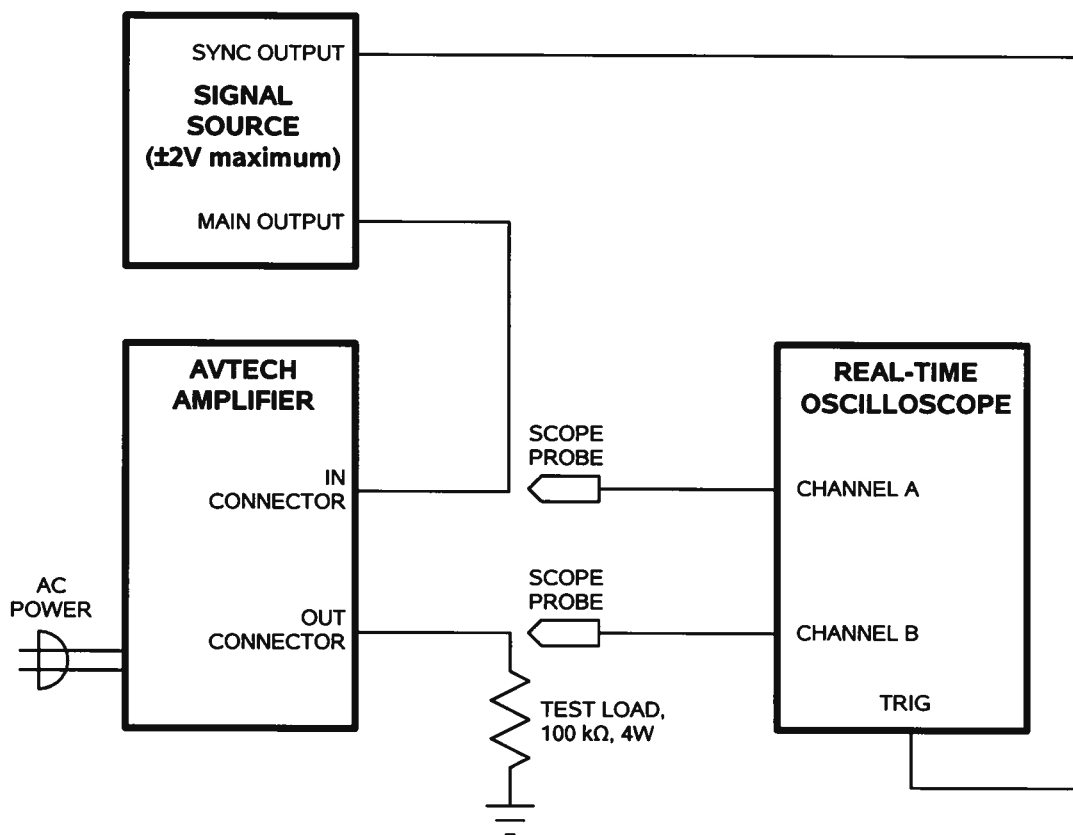 SYNC OUTPUT
SIGNAL
SOURCE
(±2V maximum)
MAIN OUTPUT
AVTECH
AMPLIFIER
IN
CONNECTOR
OUT
CONNECTOR
AC
POWER
SCOPE
PROBE
SCOPE
PROBE
TEST LOAD,
100 kΩ, 4W
REAL-TIME
OSCILLOSCOPE
CHANNEL A
CHANNEL B
TRIG